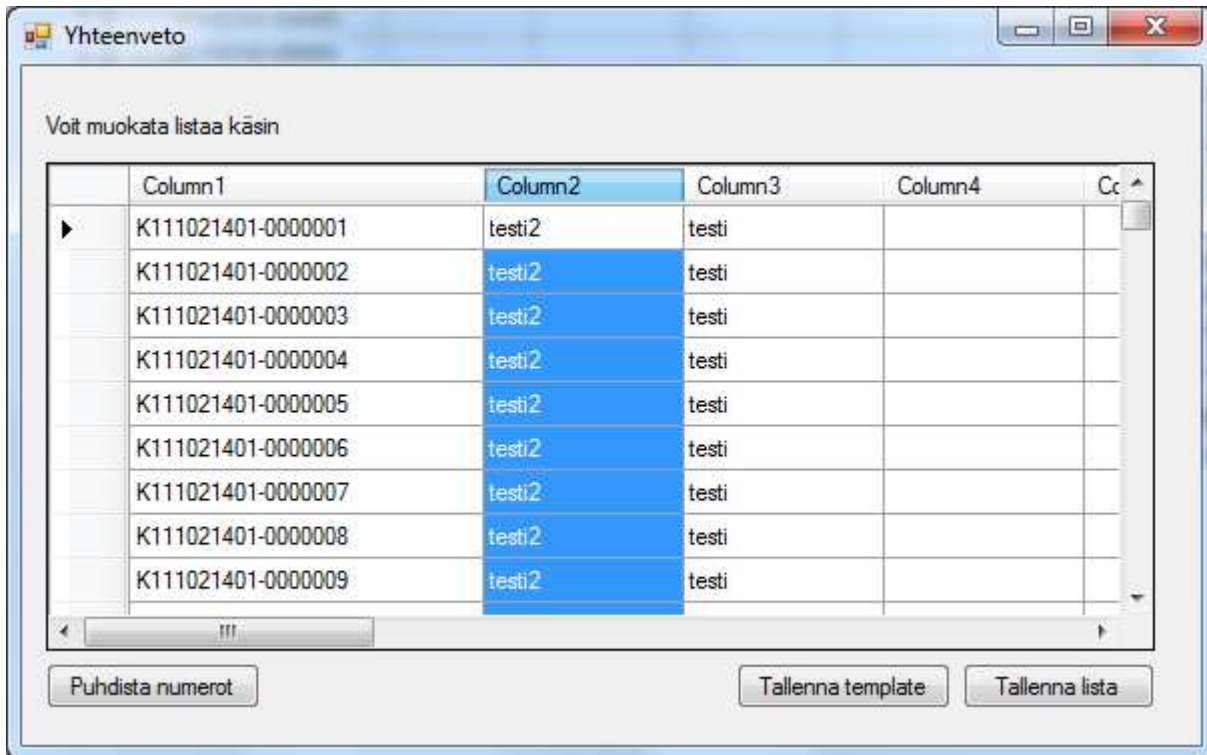 Yhteenveto
Voit muokata listaa käsin
Column1 Column2 Column3 Column4
K111021401-0000001 testi2 testi
K111021401-0000002 testi2 testi
K111021401-0000003 testi2 testi
K111021401-0000004 testi2 testi
K111021401-0000005 testi2 testi
K111021401-0000006 testi2 testi
K111021401-0000007 testi2 testi
K111021401-0000008 testi2 testi
K111021401-0000009 testi2 testi
Puhdista numerot Tallenna template Tallenna lista